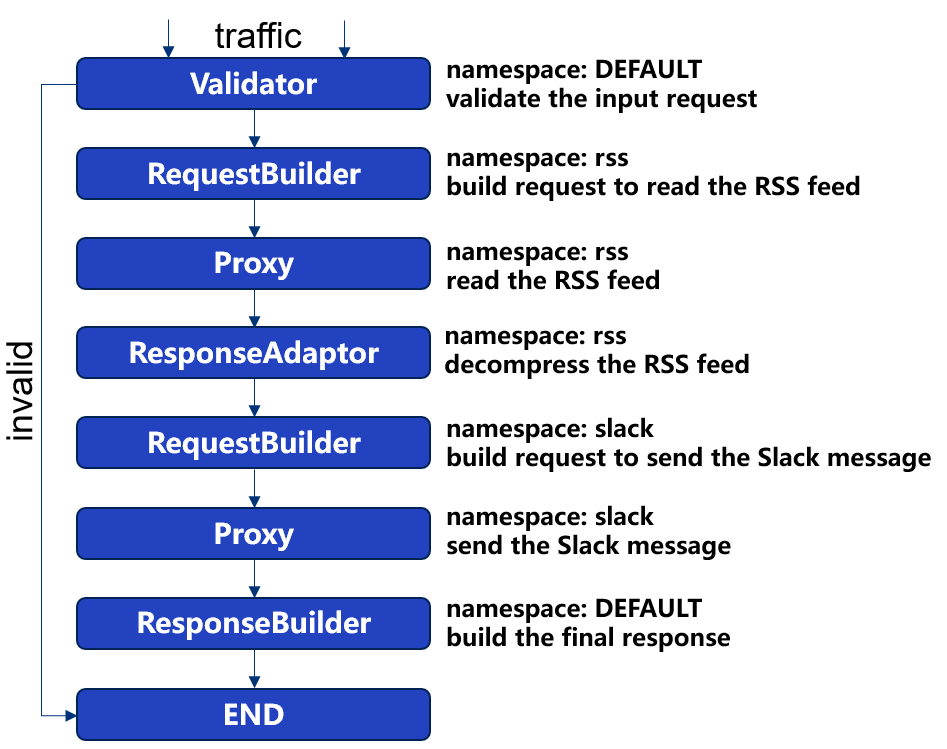 traffic
Validator
namespace: DEFAULT
validate the input request
RequestBuilder
namespace: rss
build request to read the RSS feed
Proxy
namespace: rss
read the RSS feed
ResponseAdaptor
namespace: rss
decompress the RSS feed
invalid
RequestBuilder
namespace: slack
build request to send the Slack message
Proxy
namespace: slack
send the Slack message
ResponseBuilder
namespace: DEFAULT
build the final response
END